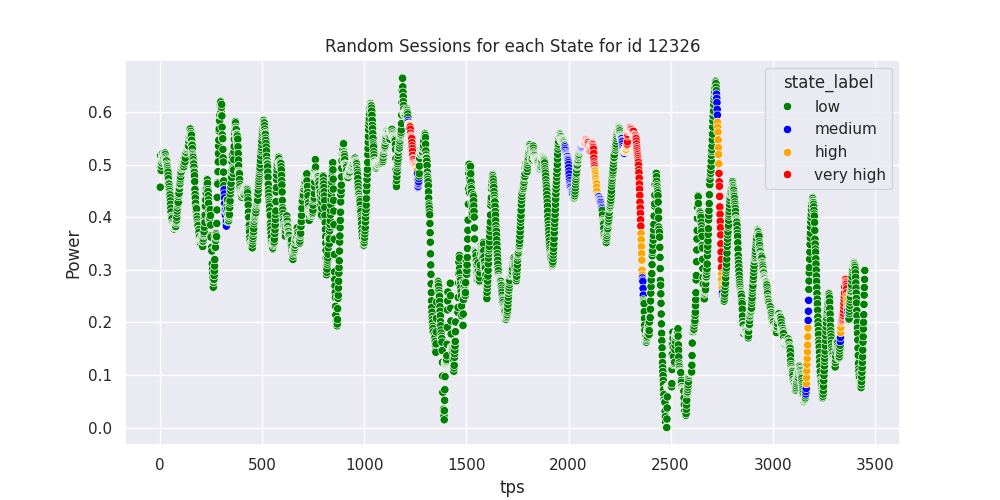 Random Sessions for each State for id 12326
state_label
low
medium
high
very high
Power
0.6
0.5
0.4
0.3
0.2
0.1
0.0
0 500 1000 1500 2000 2500 3000 3500
tps